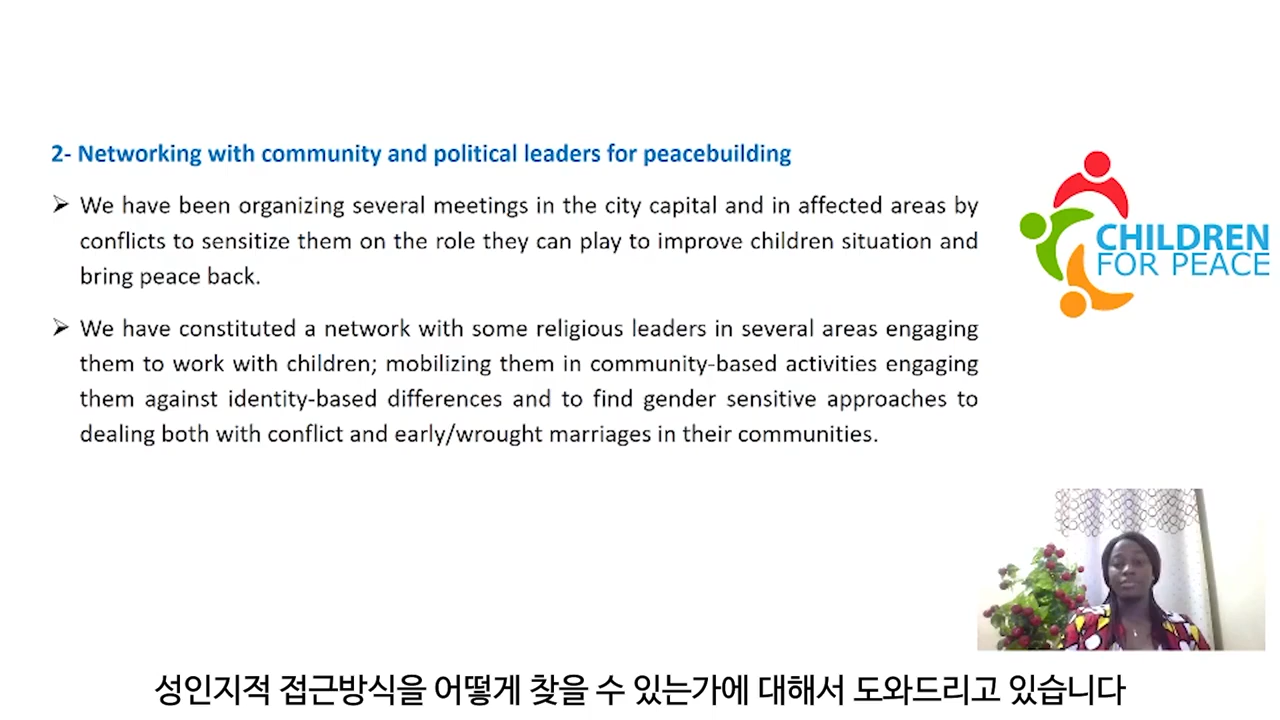 2- Networking with community and political leaders for peacebuilding
➢ We have been organizing several meetings in the city capital and in affected areas by
conflicts to sensitize them on the role they can play to improve children situation and
bring peace back.
➢ We have constituted a network with some religious leaders in several areas engaging
them to work with children; mobilizing them in community-based activities engaging
them against identity-based differences and to find gender sensitive approaches to
dealing both with conflict and early/wrought marriages in their communities.
CHILDREN
FOR PEACE
성인지적 접근방식을 어떻게 찾을 수 있는가에 대해서 도와드리고 있습니다